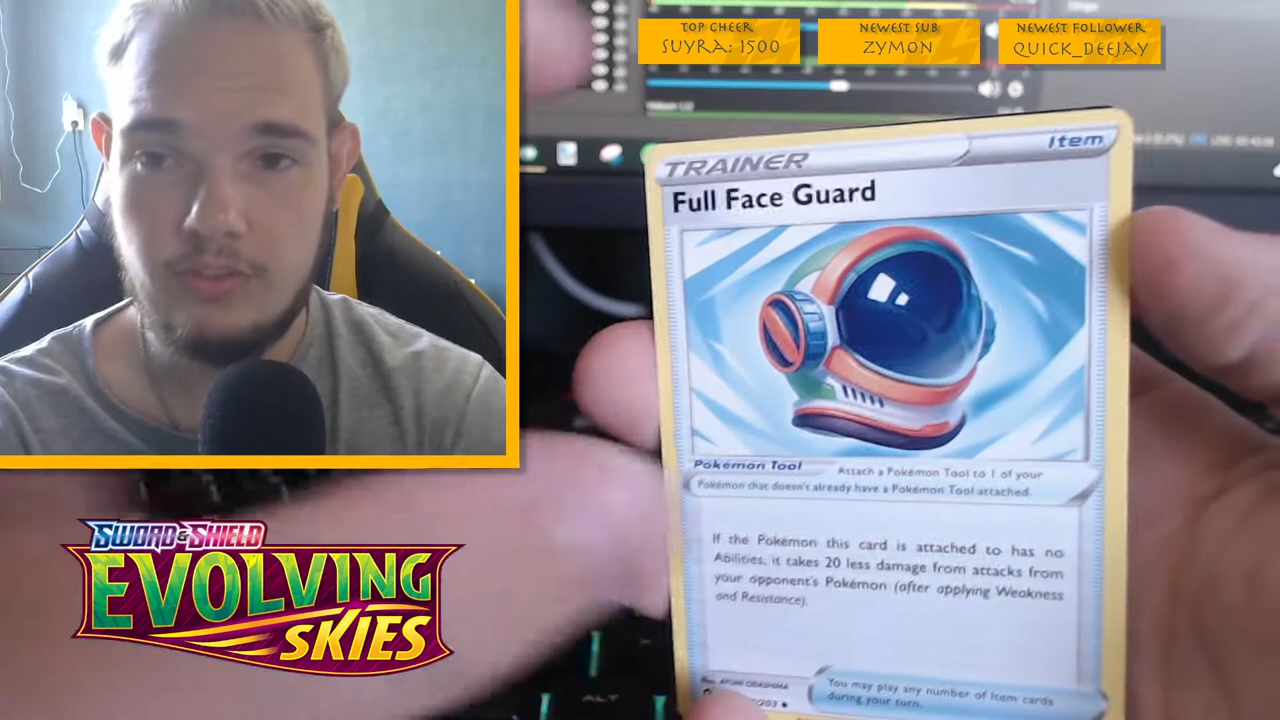 TOP CHEER
SUYRA: 1500
NEWEST SUB
ZYMON
NEWEST FOLLOWER
QUICK_DEEJAY
TRAINER
Item
Full Face Guard
Pokémon Tool
Attach a Pokémon Tool to 1 of your
Pokémon that doesn't already have a Pokémon Tool attached.
If the Pokémon this card is attached to has no
Abilities, it takes 20 less damage from attacks from
your opponent's Pokémon (after applying Weakness
and Resistance).
You may play any number of Item cards
during your turn.
SWORD & SHIELD
EVOLVING
SKIES
ALT